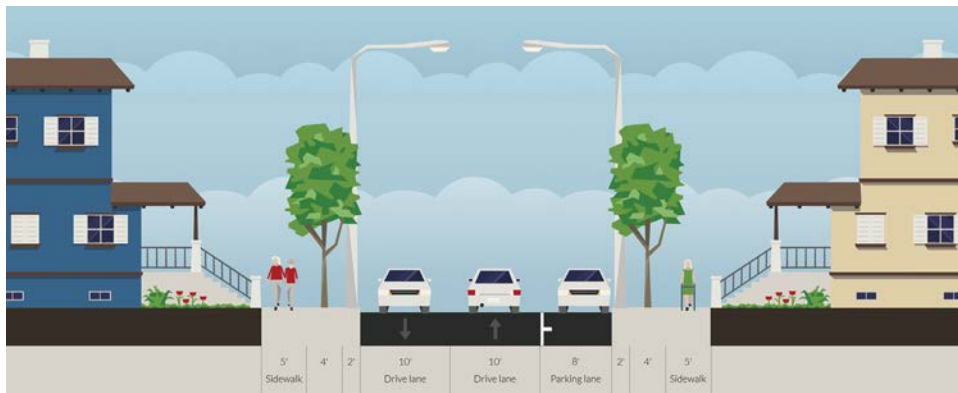 5' 4' 2' 10' 10' 8' 2' 4' 5'
Sidewalk Drive lane Drive lane Parking lane Sidewalk